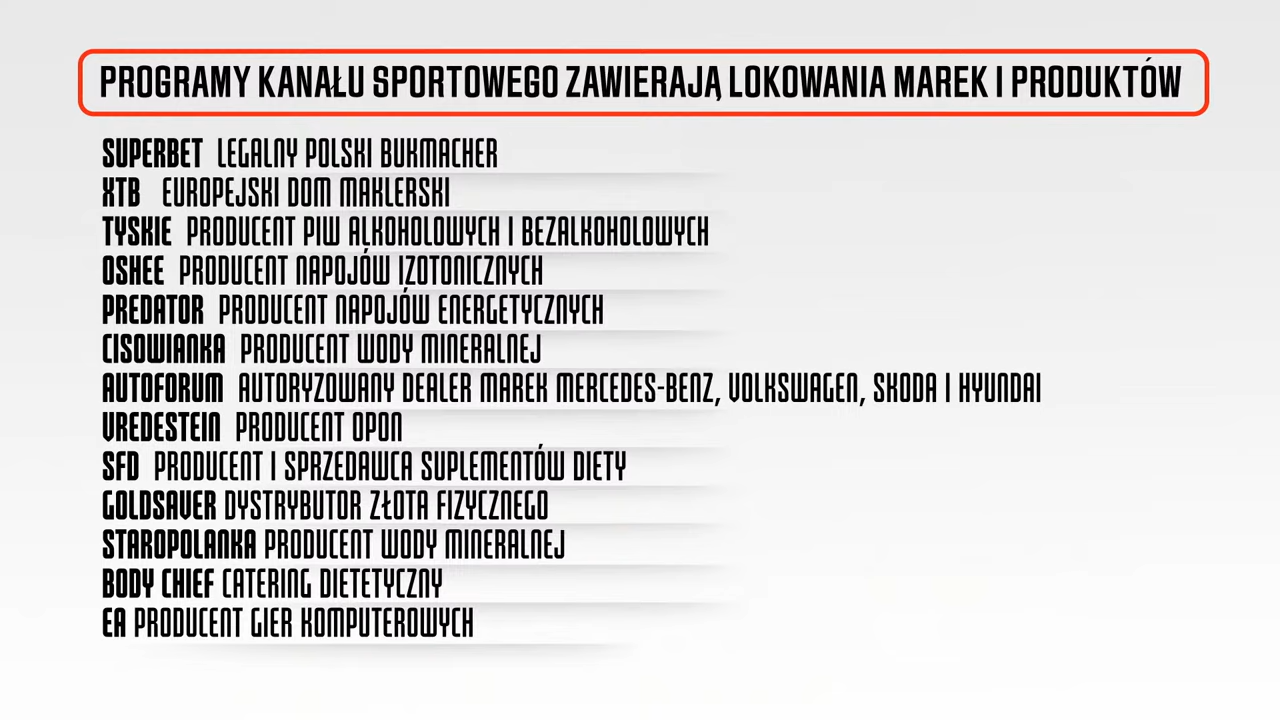 PROGRAMY KANAŁU SPORTOWEGO ZAWIERAJĄ LOKOWANIA MAREK I PRODUKTÓW
SUPERBET LEGALNY POLSKI BUKMACHER
XTB EUROPEJSKI DOM MAKLERSKI
TYSKIE PRODUCENT PIW ALKOHOLOWYCH I BEZALKOHOLOWYCH
OSHEE PRODUCENT NAPOJÓW IZOTONICZNYCH
PREDATOR PRODUCENT NAPOJÓW ENERGETYCZNYCH
CISOWIANKA PRODUCENT WODY MINERALNEJ
AUTOFORUM AUTORYZOWANY DEALER MAREK MERCEDES-BENZ, VOLKSWAGEN, SKODA I HYUNDAI
VREDESTEIN PRODUCENT OPON
SFD PRODUCENT I SPRZEDAWCA SUPLEMENTÓW DIETY
GOLDSAVER DYSTRYBUTOR ZŁOTA FIZYCZNEGO
STAROPOLANKA PRODUCENT WODY MINERALNEJ
BODY CHIEF CATERING DIETETYCZNY
EA PRODUCENT GIER KOMPUTEROWYCH